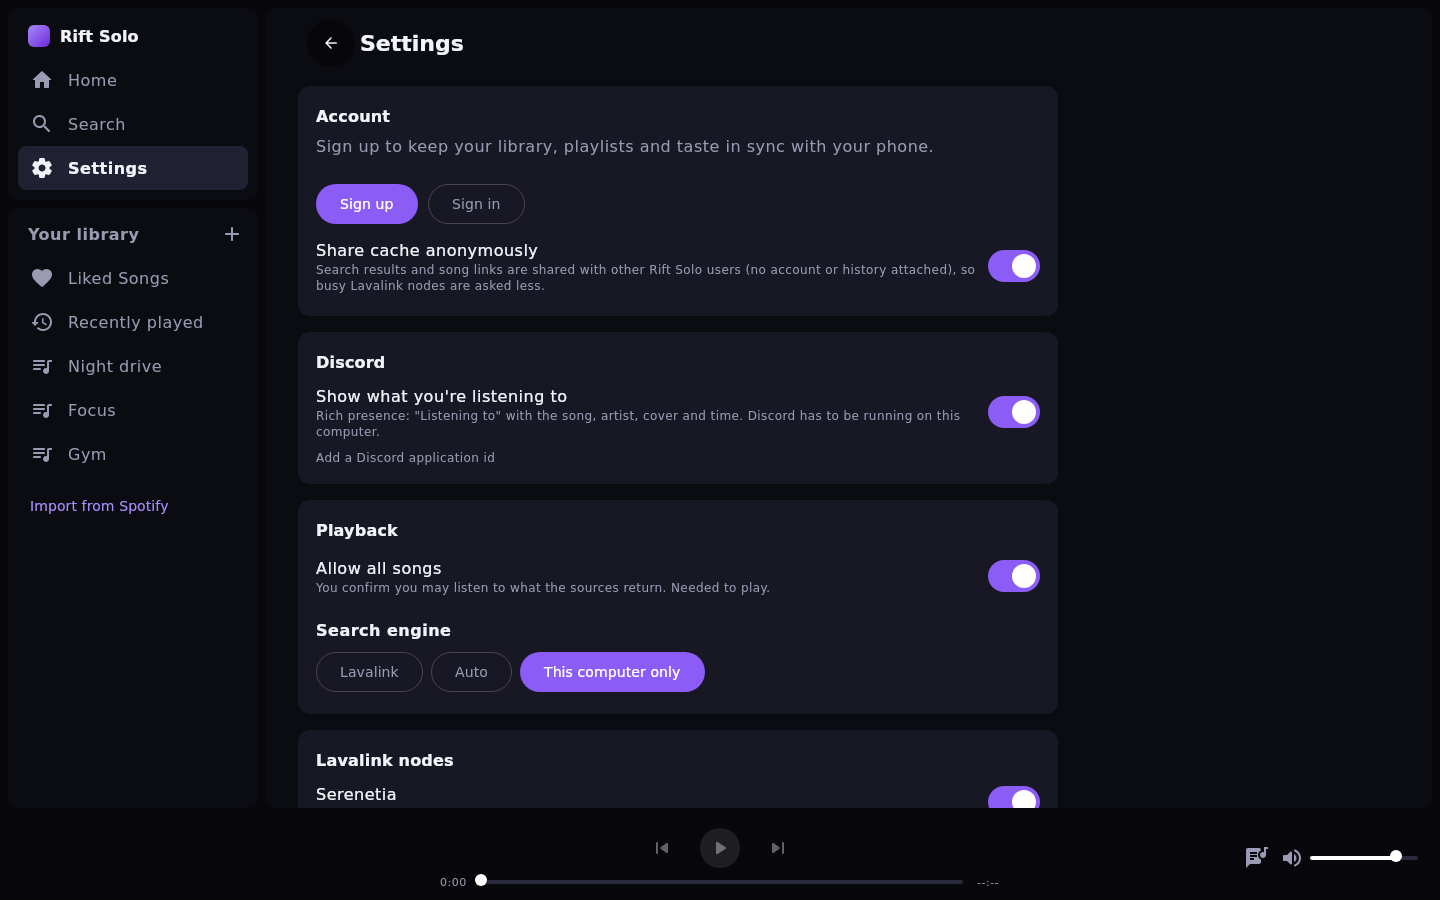 Rift Solo
Home
Search
Settings
Your library
Liked Songs
Recently played
Night drive
Focus
Gym
Import from Spotify
Settings
Account
Sign up to keep your library, playlists and taste in sync with your phone.
Sign up
Sign in
Share cache anonymously
Search results and song links are shared with other Rift Solo users (no account or history attached), so
busy Lavalink nodes are asked less.
Discord
Show what you're listening to
Rich presence: "Listening to" with the song, artist, cover and time. Discord has to be running on this
computer.
Add a Discord application id
Playback
Allow all songs
You confirm you may listen to what the sources return. Needed to play.
Search engine
Lavalink
Auto
This computer only
Lavalink nodes
Serenetia
0:00
--:--